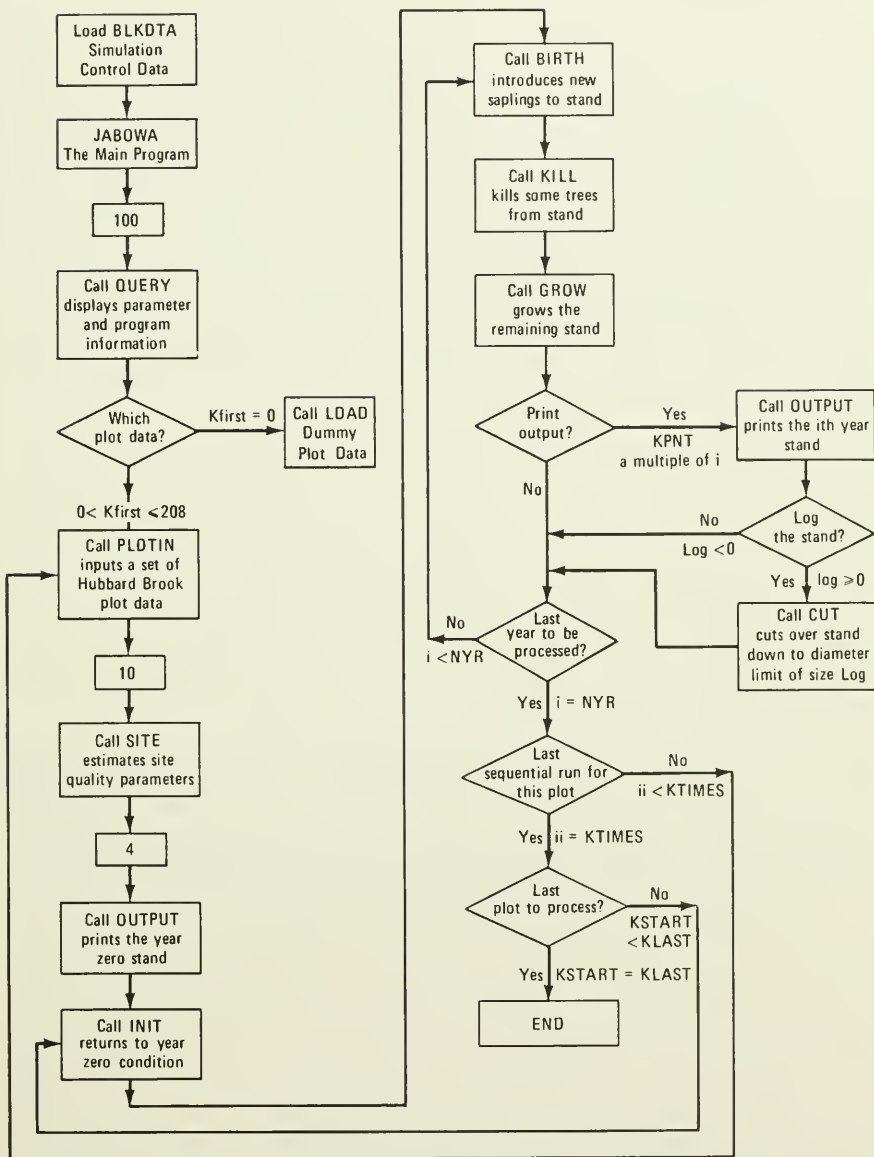 Load BLKDTA
Simulation
Control Data
JABOWA
The Main Program
100
Call QUERY
displays parameter
and program
information
Which
plot data?
Kfirst = 0
Call LOAD
Dummy
Plot Data
0< Kfirst ≤208
Call PLOTIN
inputs a set of
Hubbard Brook
plot data
10
Call SITE
estimates site
quality parameters
4
Call OUTPUT
prints the year
zero stand
Call INIT
returns to year
zero condition
Call BIRTH
introduces new
saplings to stand
Call KILL
kills some trees
from stand
Call GROW
grows the
remaining stand
Print
output?
Yes
KPNT
a multiple of i
Call OUTPUT
prints the ith year
stand
No
Log
the stand?
No
Log <0
Yes log ≥0
Call CUT
cuts over stand
down to diameter
limit of size Log
Last
year to be
processed?
No
i <NYR
Yes i = NYR
Last
sequential run for
this plot
No
ii < KTIMES
Yes ii = KTIMES
Last
plot to process?
No
KSTART
<KLAST
Yes KSTART = KLAST
END